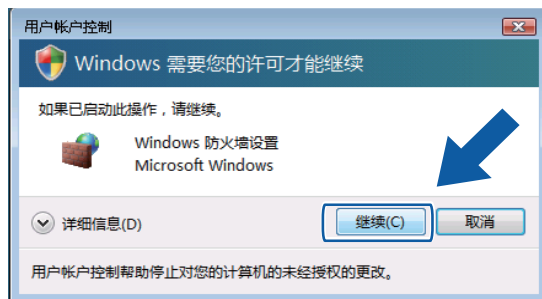 用户帐户控制
Windows 需要您的许可才能继续
如果已启动此操作，请继续。
Windows 防火墙设置
Microsoft Windows
详细信息(D)
继续(C)
取消
用户帐户控制帮助停止对您的计算机的未经授权的更改。